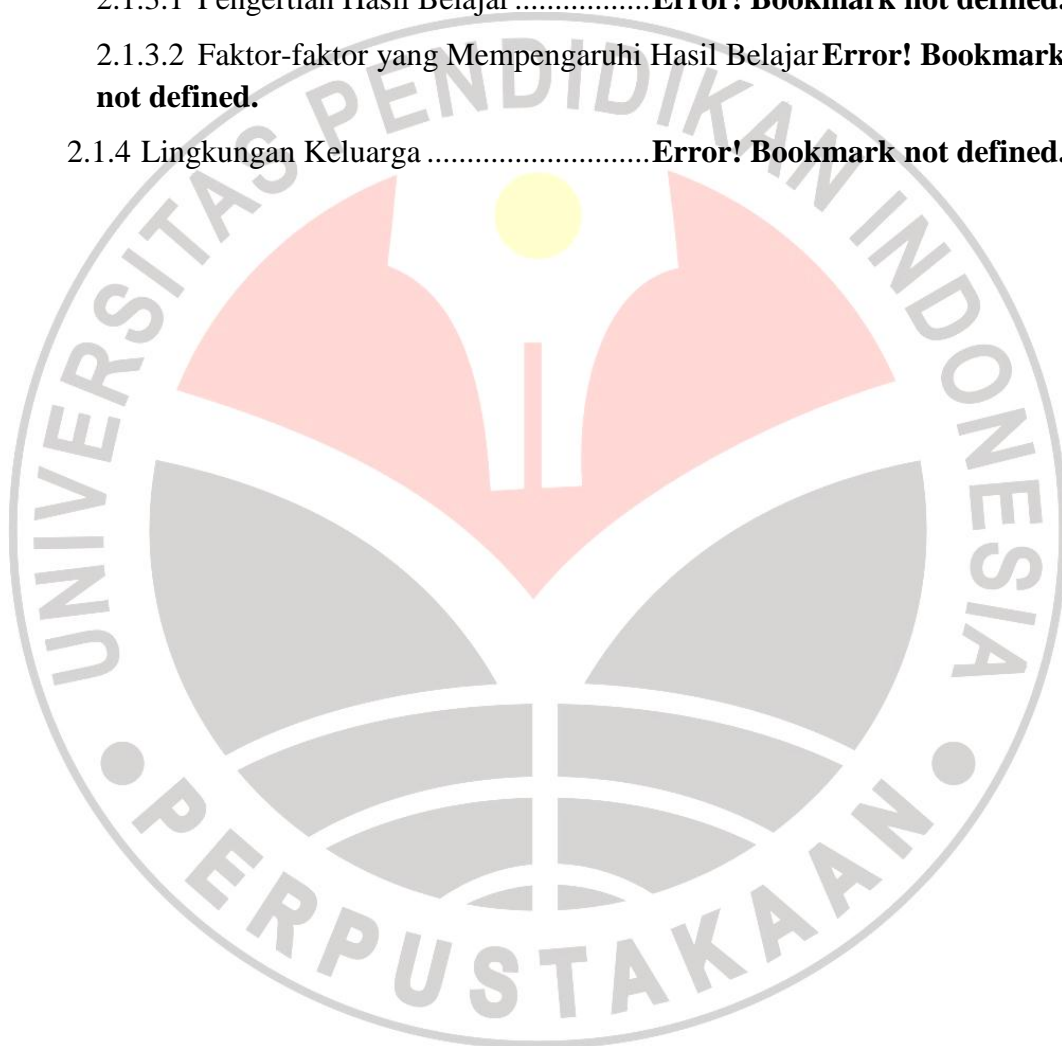 2.1.3.1 Pengertian Hasil Belajar .................Error! Bookmark not defined.
2.1.3.2 Faktor-faktor yang Mempengaruhi Hasil Belajar Error! Bookmark
not defined.
2.1.4 Lingkungan Keluarga ............................Error! Bookmark not defined.
UNIVERSITAS PENDIDIKAN INDONESIA
PERPUSTAKAAN